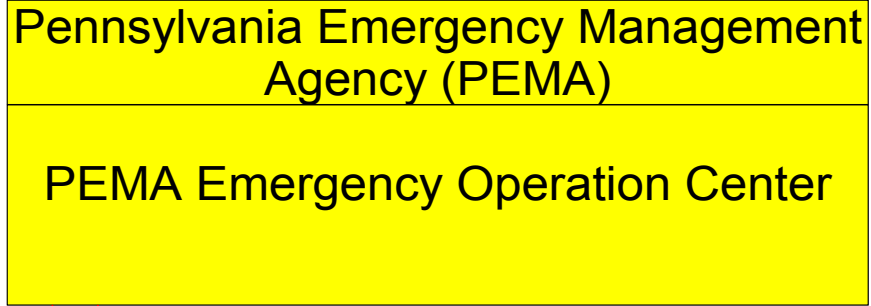 Pennsylvania Emergency Management
Agency (PEMA)
PEMA Emergency Operation Center